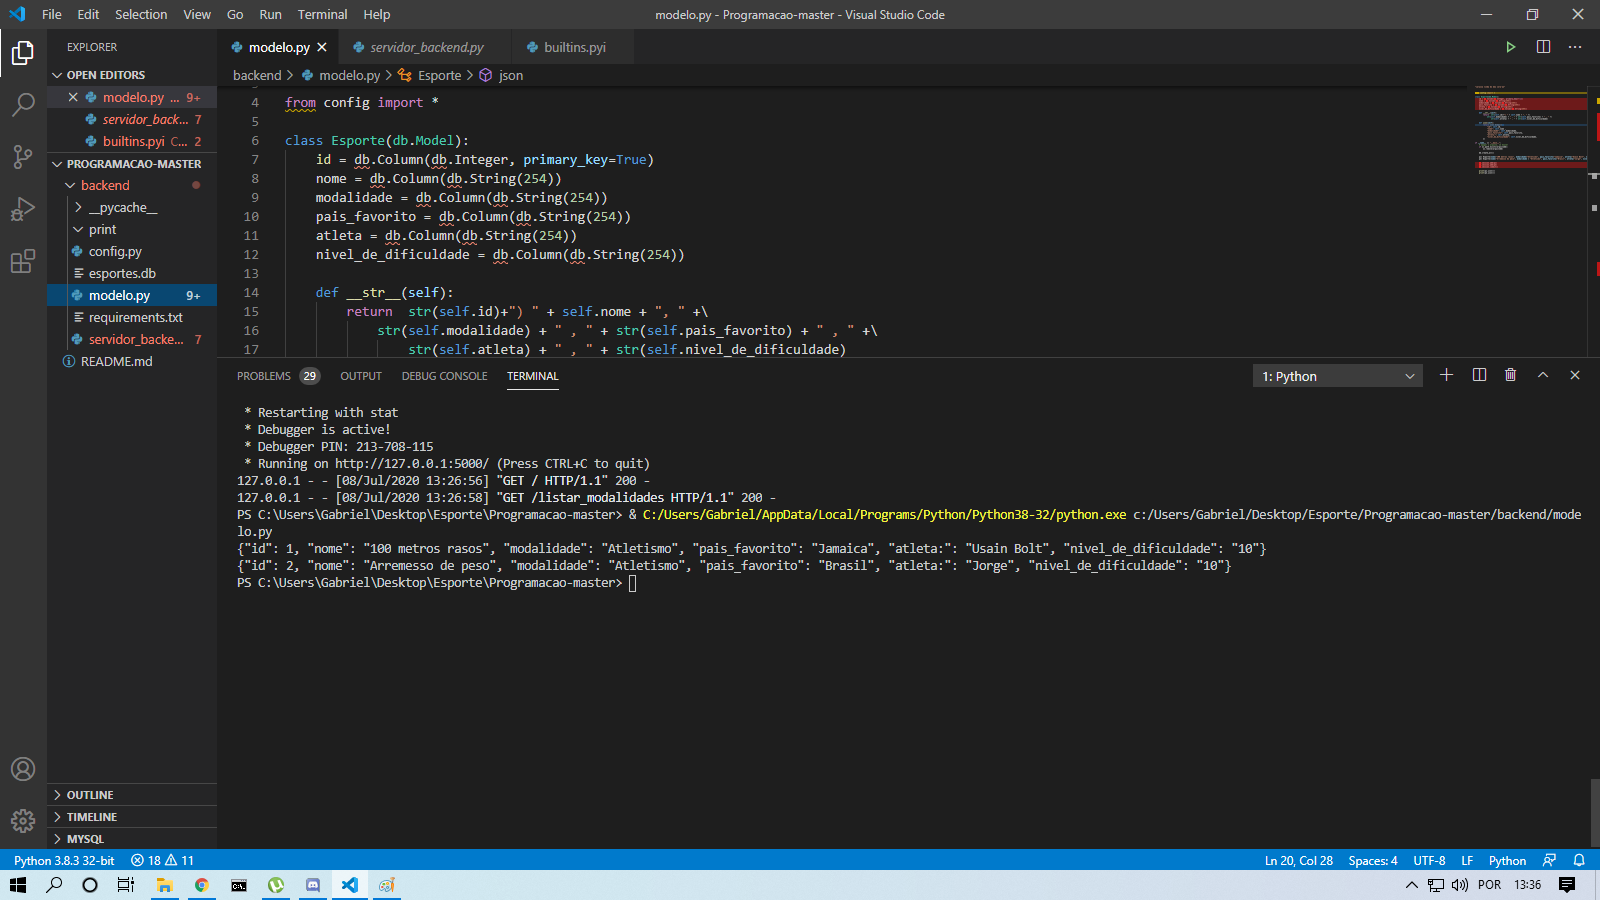 File Edit Selection View Go Run Terminal Help
modelo.py - Programacao-master - Visual Studio Code
EXPLORER
OPEN EDITORS
modelo.py ... 9+
servidor_back... 7
builtins.pyi C... 2
PROGRAMACAO-MASTER
backend
__pycache__
print
config.py
esportes.db
modelo.py 9+
requirements.txt
servidor_backe... 7
README.md
OUTLINE
TIMELINE
MYSQL
modelo.py servidor_backend.py builtins.pyi
backend > modelo.py > Esporte > json
4 from config import *
5
6 class Esporte(db.Model):
7 id = db.Column(db.Integer, primary_key=True)
8 nome = db.Column(db.String(254))
9 modalidade = db.Column(db.String(254))
10 pais_favorito = db.Column(db.String(254))
11 atleta = db.Column(db.String(254))
12 nivel_de_dificuldade = db.Column(db.String(254))
13
14 def __str__(self):
15 return  str(self.id)+") " + self.nome + ", " +\
16 str(self.modalidade) + " , " + str(self.pais_favorito) + " , " +\
17 str(self.atleta) + " , " + str(self.nivel_de_dificuldade)
PROBLEMS 29 OUTPUT DEBUG CONSOLE TERMINAL
1: Python
* Restarting with stat
* Debugger is active!
* Debugger PIN: 213-708-115
* Running on http://127.0.0.1:5000/ (Press CTRL+C to quit)
127.0.0.1 - - [08/Jul/2020 13:26:56] "GET / HTTP/1.1" 200 -
127.0.0.1 - - [08/Jul/2020 13:26:58] "GET /listar_modalidades HTTP/1.1" 200 -
PS C:\Users\Gabriel\Desktop\Esporte\Programacao-master> & C:/Users/Gabriel/AppData/Local/Programs/Python/Python38-32/python.exe c:/Users/Gabriel/Desktop/Esporte/Programacao-master/backend/mode
lo.py
{"id": 1, "nome": "100 metros rasos", "modalidade": "Atletismo", "pais_favorito": "Jamaica", "atleta:": "Usain Bolt", "nivel_de_dificuldade": "10"}
{"id": 2, "nome": "Arremesso de peso", "modalidade": "Atletismo", "pais_favorito": "Brasil", "atleta:": "Jorge", "nivel_de_dificuldade": "10"}
PS C:\Users\Gabriel\Desktop\Esporte\Programacao-master>
Python 3.8.3 32-bit 18 11
Ln 20, Col 28 Spaces: 4 UTF-8 LF Python
POR 13:36